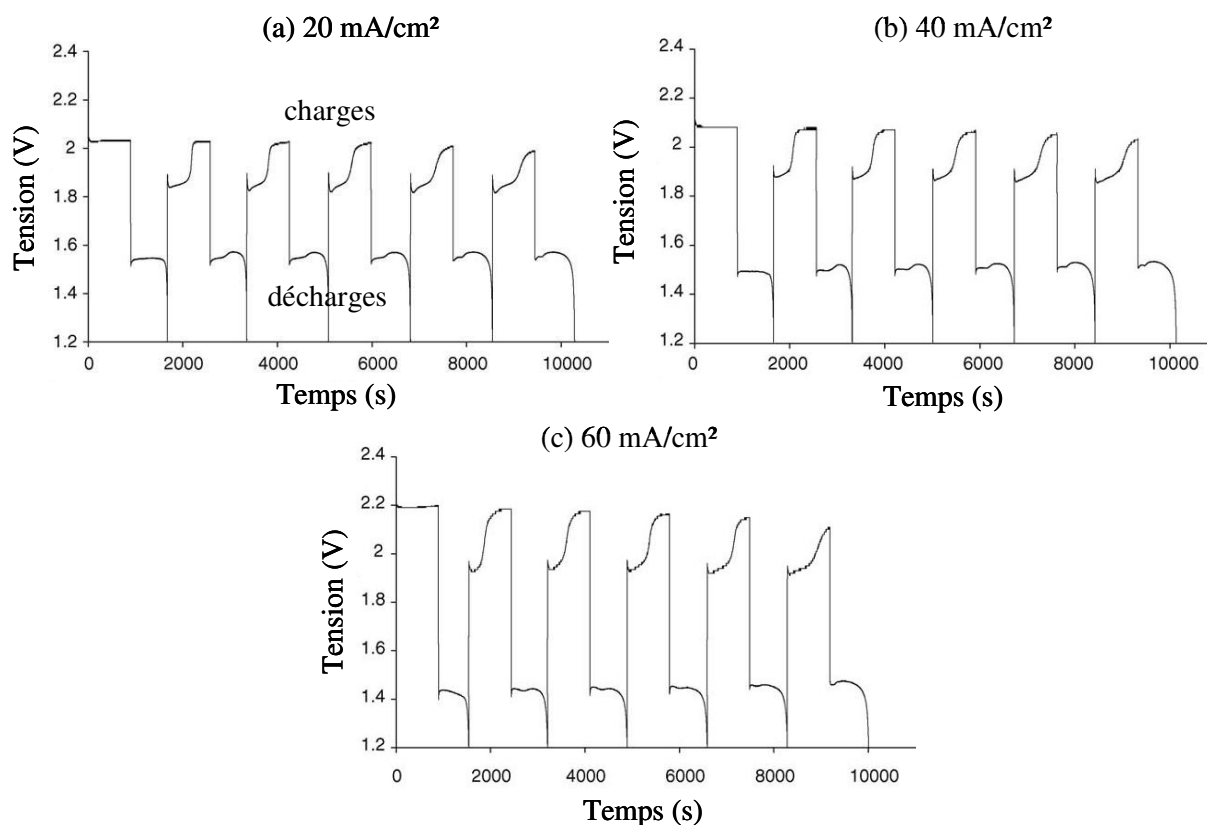 (a) 20 mA/cm²
2.4
2.2
2
1.8
1.6
1.4
1.2
Tension (V)
charges
décharges
0 2000 4000 6000 8000 10000
Temps (s)
(b) 40 mA/cm²
2.4
2.2
2
1.8
1.6
1.4
1.2
Tension (V)
0 2000 4000 6000 8000 10000
Temps (s)
(c) 60 mA/cm²
2.4
2.2
2
1.8
1.6
1.4
1.2
Tension (V)
0 2000 4000 6000 8000 10000
Temps (s)